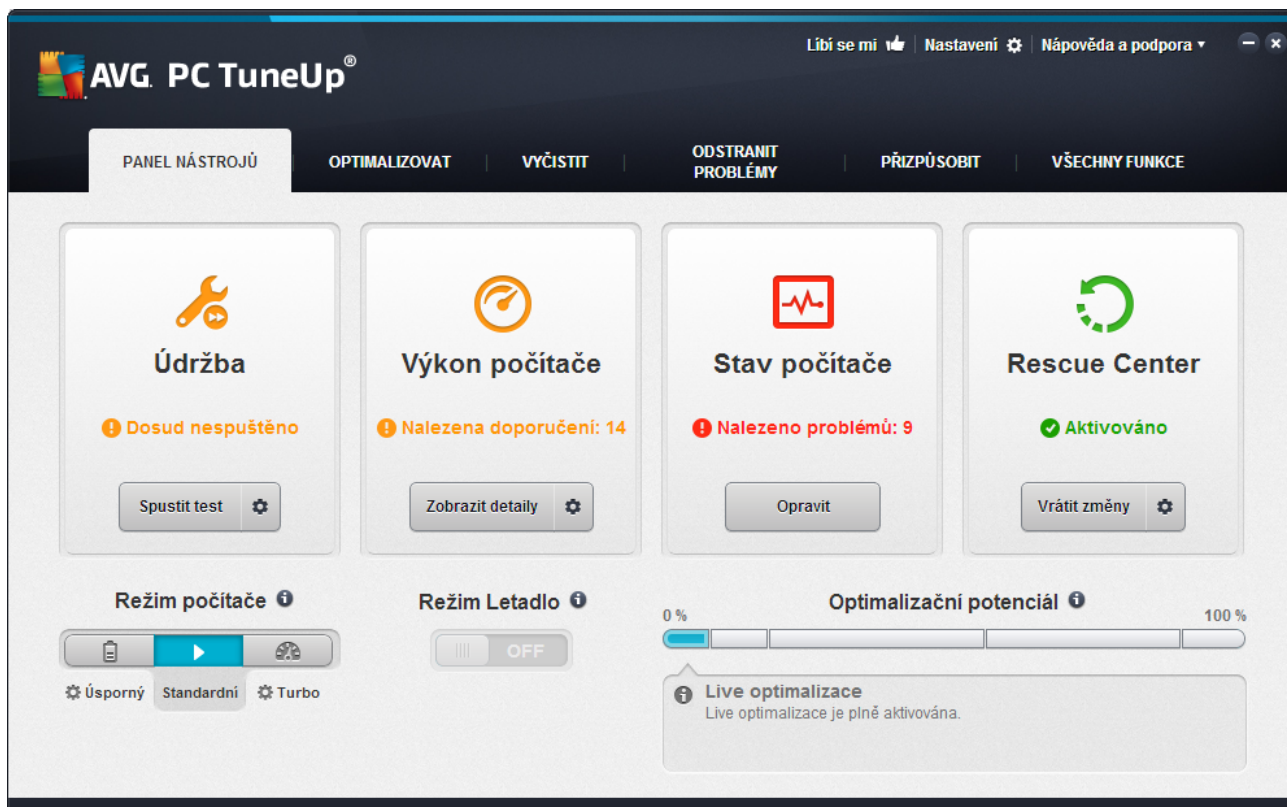 Líbí se mi
Nastavení
Nápověda a podpora
AVG. PC TuneUp®
PANEL NÁSTROJŮ
OPTIMALIZOVAT
VYČISTIT
ODSTRANIT
PROBLÉMY
PŘIZPŮSOBIT
VŠECHNY FUNKCE
Údržba
Dosud nespuštěno
Spustit test
Výkon počítače
Nalezena doporučení: 14
Zobrazit detaily
Stav počítače
Nalezeno problémů: 9
Opravit
Rescue Center
Aktivováno
Vrátit změny
Režim počítače
Úsporný
Standardní
Turbo
Režim Letadlo
OFF
Optimalizační potenciál
0 %
100 %
Live optimalizace
Live optimalizace je plně aktivována.